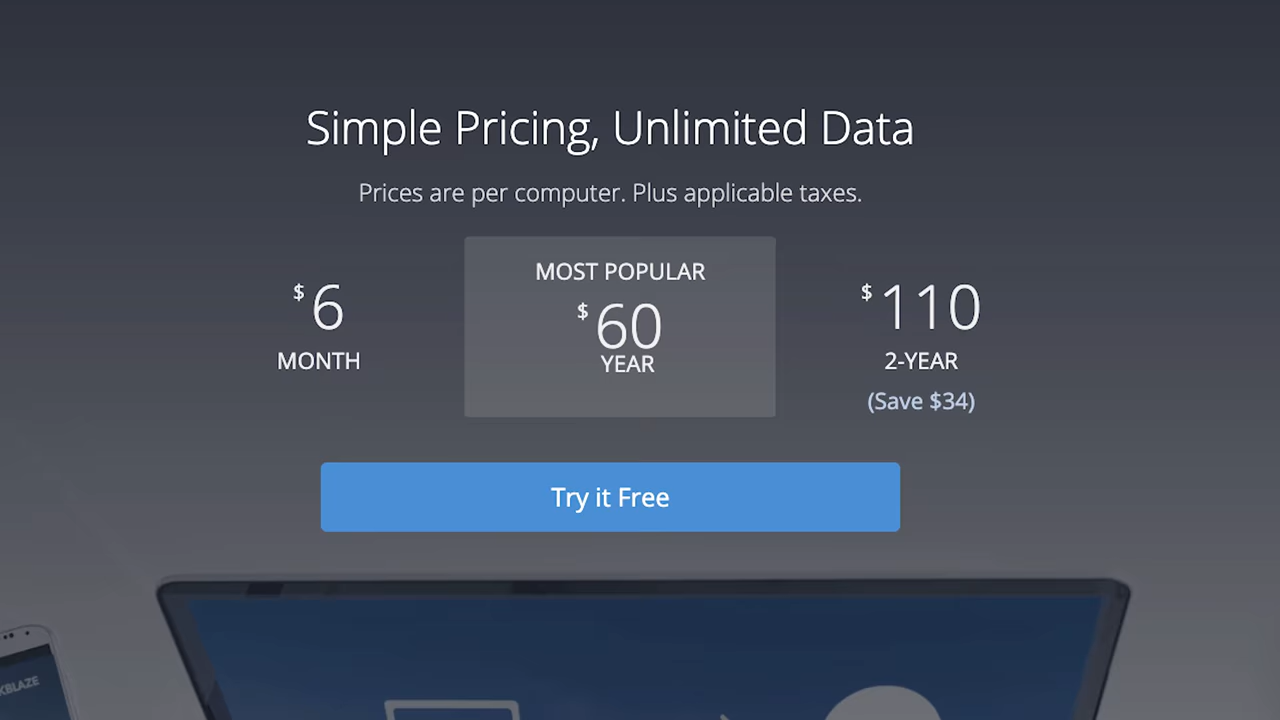 Simple Pricing, Unlimited Data
Prices are per computer. Plus applicable taxes.
$6
MONTH
MOST POPULAR
$60
YEAR
$110
2-YEAR
(Save $34)
Try it Free
KBLAZE